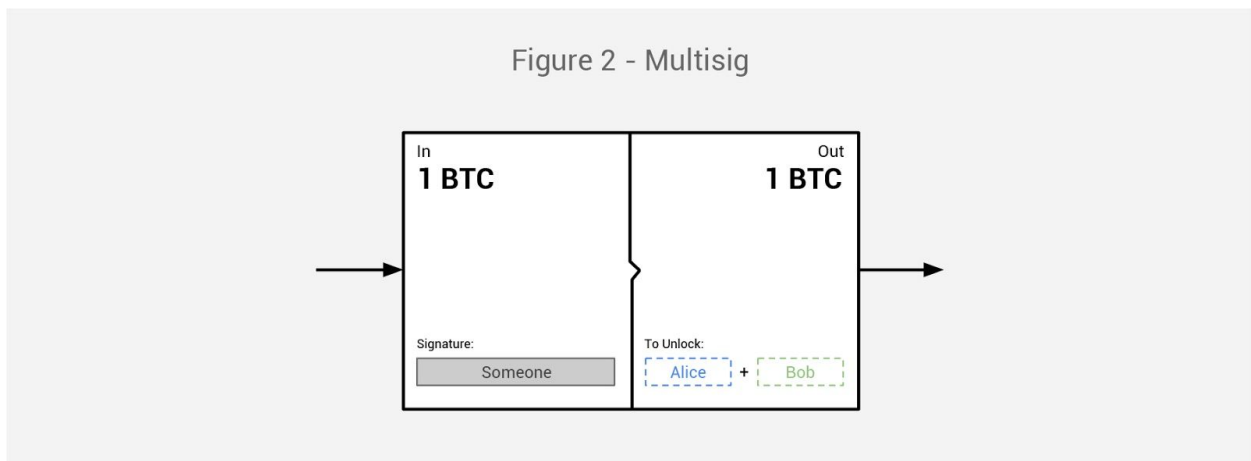 Figure 2 - Multisig
In
1 BTC
Out
1 BTC
Signature:
Someone
To Unlock:
Alice + Bob